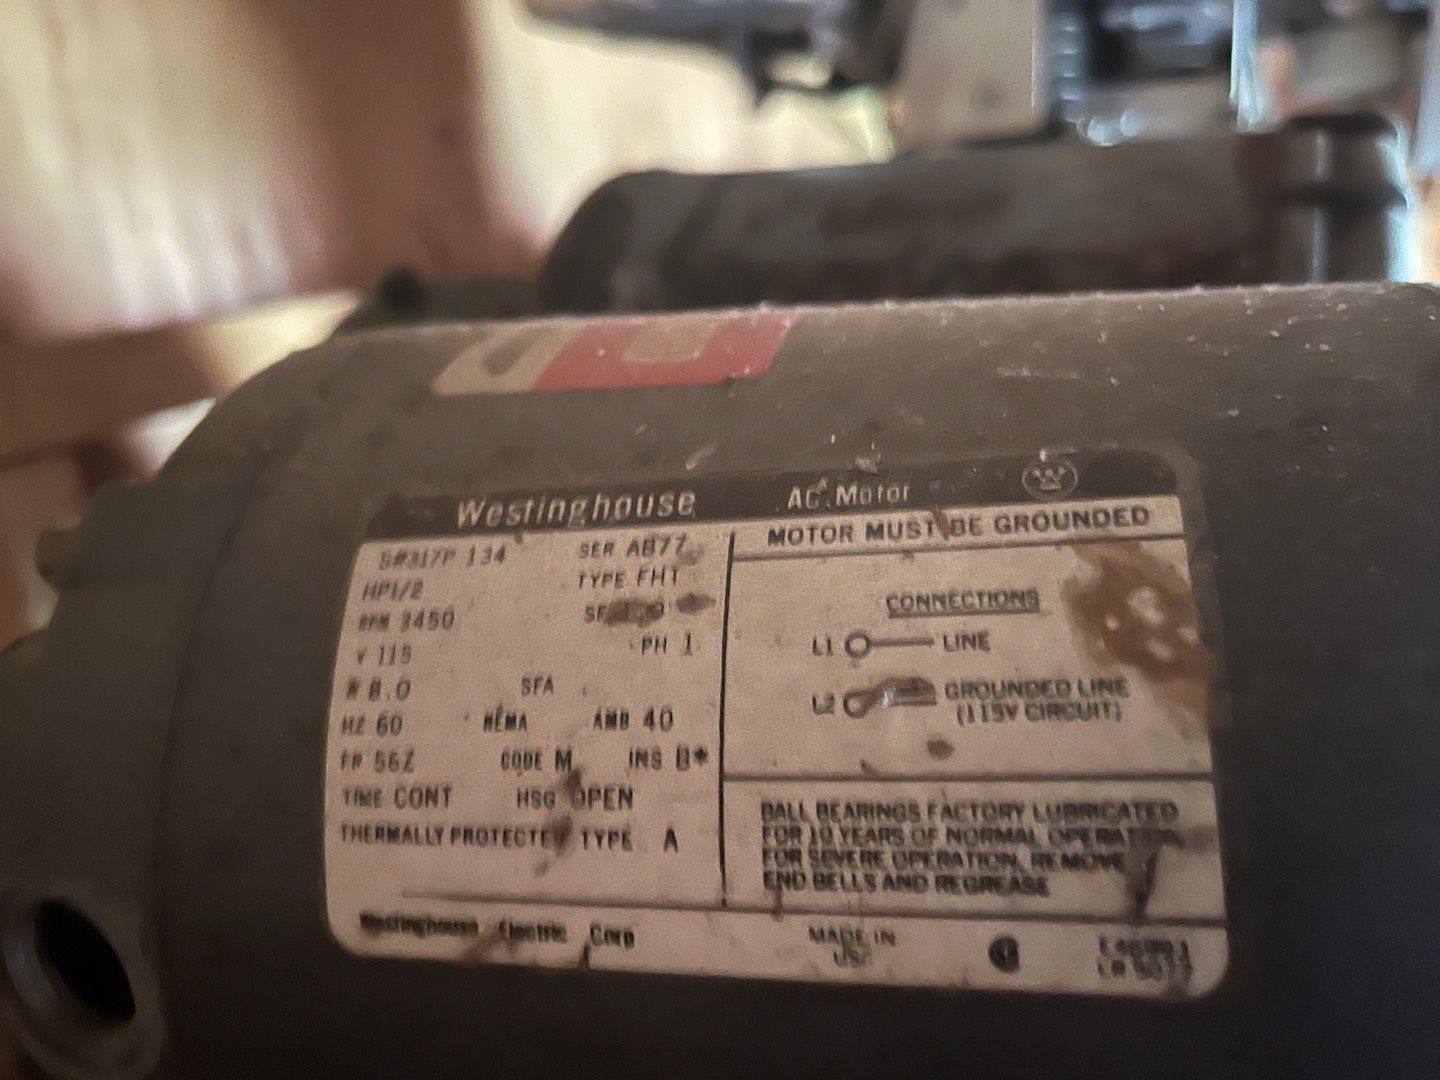 Westinghouse AC Motor
S#317P 134 SER AB77
HP1/2 TYPE FHT
RPM 3450 SF
V 115 PH 1
A 8.0 SFA
HZ 60 NEMA AMB 40
FR 56Z CODE M INS B*
TIME CONT HSG OPEN
THERMALLY PROTECTED TYPE A
MOTOR MUST BE GROUNDED
CONNECTIONS
L1 LINE
L2 GROUNDED LINE
(115V CIRCUIT)
BALL BEARINGS FACTORY LUBRICATED
FOR 10 YEARS OF NORMAL OPERATION.
FOR SEVERE OPERATION, REMOVE
END BELLS AND REGREASE
Westinghouse Electric Corp
MADE IN
USA